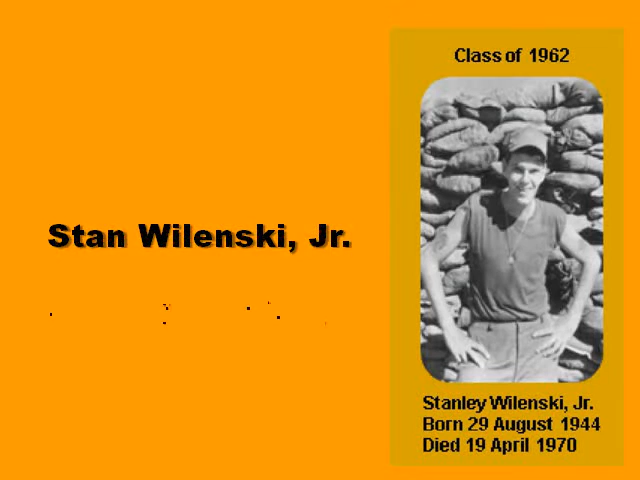 Class of 1962
Stan Wilenski, Jr.
Stanley Wilenski, Jr.
Born 29 August 1944
Died 19 April 1970